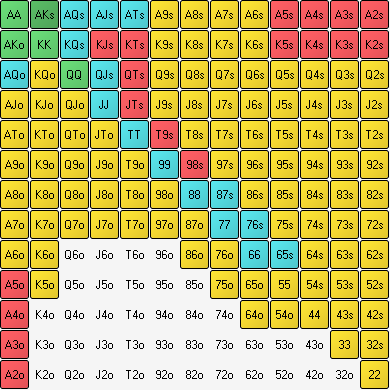 AA AKs AQs AJs ATs A9s A8s A7s A6s A5s A4s A3s A2s
AKo KK KQs KJs KTs K9s K8s K7s K6s K5s K4s K3s K2s
AQo KQo QQ QJs QTs Q9s Q8s Q7s Q6s Q5s Q4s Q3s Q2s
AJo KJo QJo JJ JTs J9s J8s J7s J6s J5s J4s J3s J2s
ATo KTo QTo JTo TT T9s T8s T7s T6s T5s T4s T3s T2s
A9o K9o Q9o J9o T9o 99 98s 97s 96s 95s 94s 93s 92s
A8o K8o Q8o J8o T8o 98o 88 87s 86s 85s 84s 83s 82s
A7o K7o Q7o J7o T7o 97o 87o 77 76s 75s 74s 73s 72s
A6o K6o Q6o J6o T6o 96o 86o 76o 66 65s 64s 63s 62s
A5o K5o Q5o J5o T5o 95o 85o 75o 65o 55 54s 53s 52s
A4o K4o Q4o J4o T4o 94o 84o 74o 64o 54o 44 43s 42s
A3o K3o Q3o J3o T3o 93o 83o 73o 63o 53o 43o 33 32s
A2o K2o Q2o J2o T2o 92o 82o 72o 62o 52o 42o 32o 22